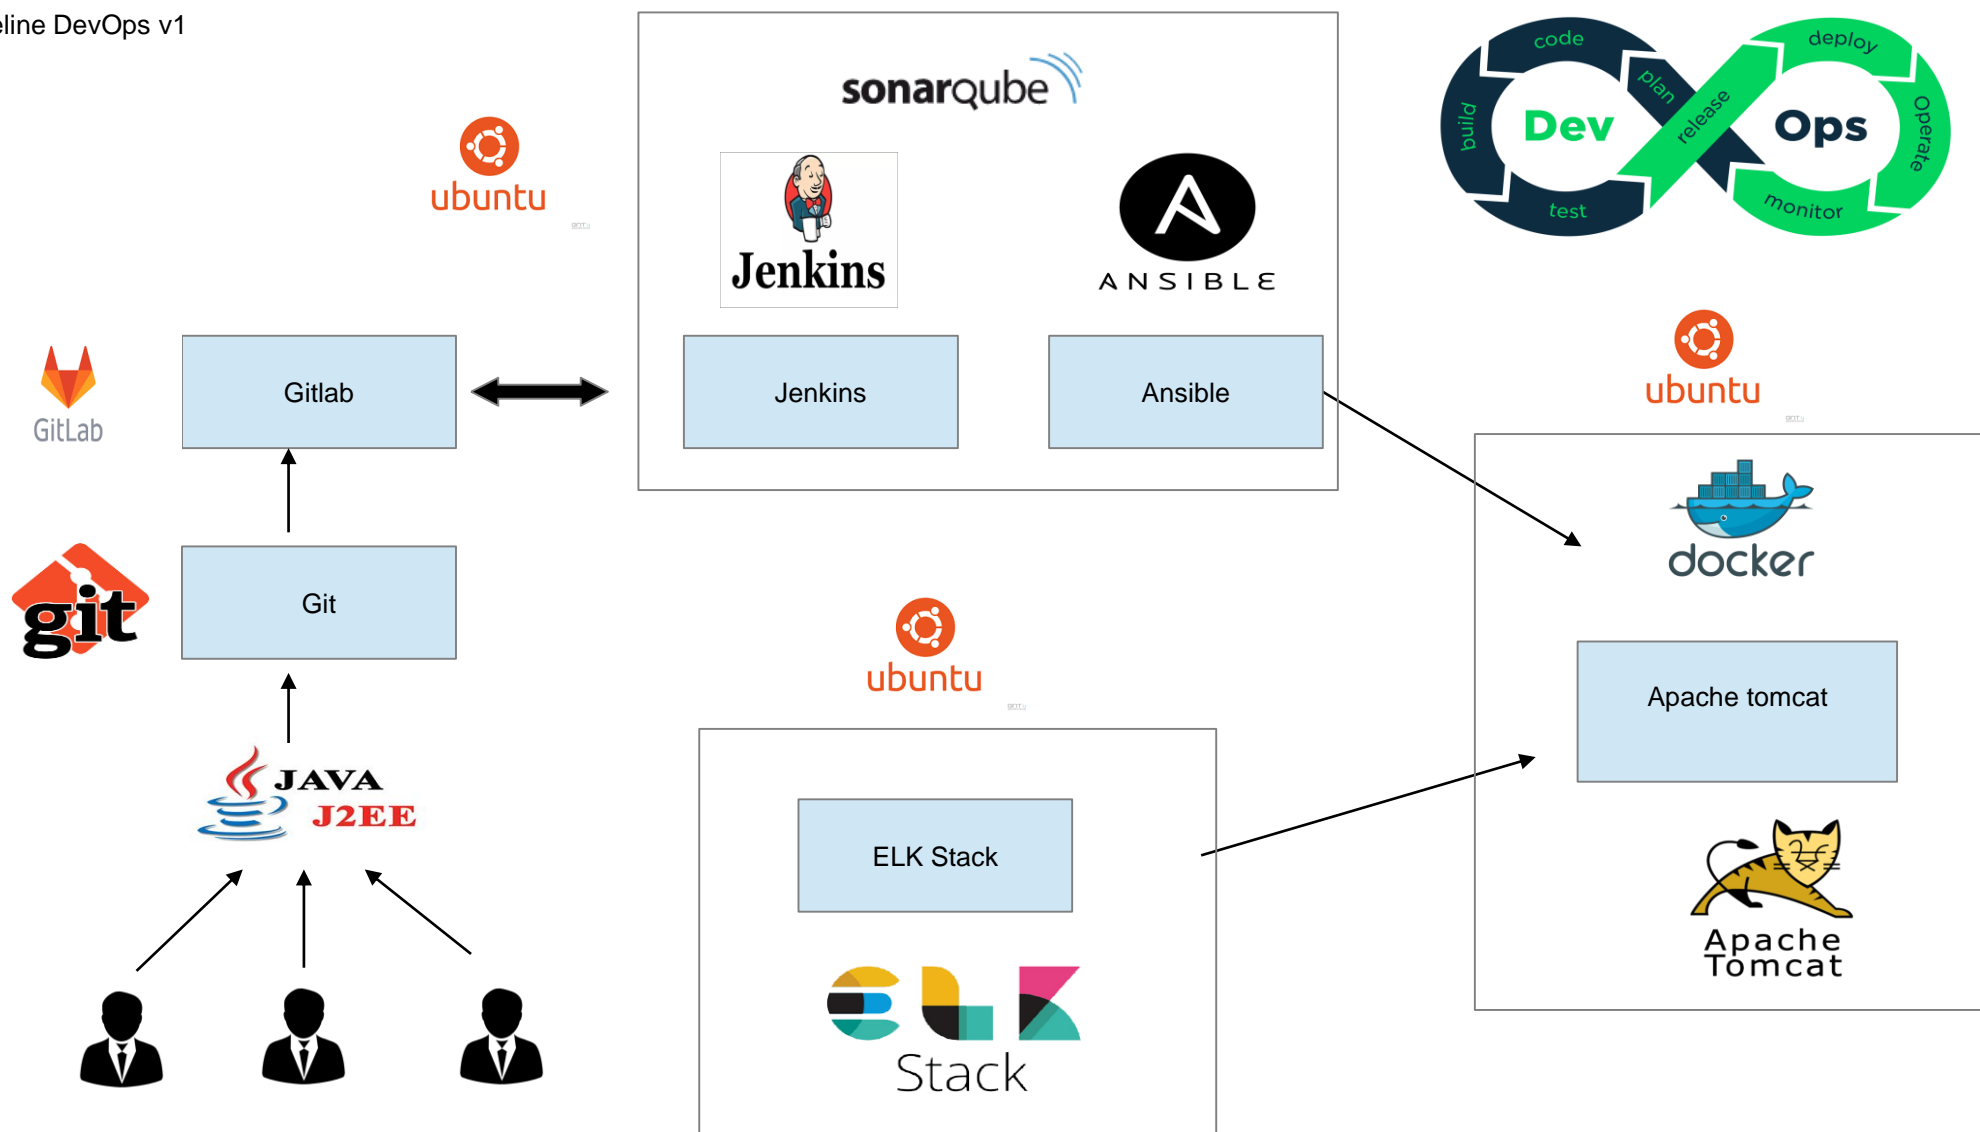 eline DevOps v1
sonarqube
code
plan
build
test
release
deploy
Operate
monitor
Dev
Ops
ubuntu
Jenkins
ANSIBLE
GitLab
Gitlab
Jenkins
Ansible
ubuntu
docker
git
Git
ubuntu
Apache tomcat
JAVA
J2EE
ELK Stack
Apache
Tomcat
ELK
Stack